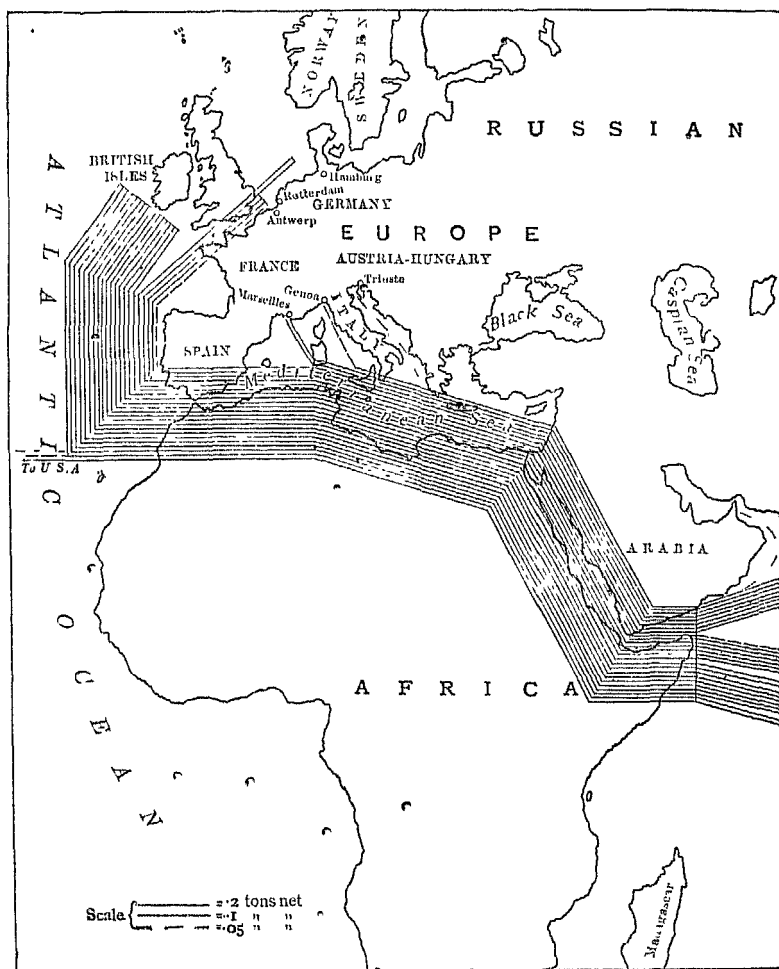 NORWAY
SWEDEN
RUSSIAN
BRITISH
ISLES
Hamburg
Rotterdam
GERMANY
Antwerp
EUROPE
AUSTRIA-HUNGARY
FRANCE
Trieste
Genoa
Marseilles
ITALY
Black Sea
Caspian Sea
SPAIN
Mediterranean Sea
ATLANTIC
To U S.A
ARABIA
OCEAN
AFRICA
Madagascar
Scale
=·2 tons net
=·1 " "
=·05 " "